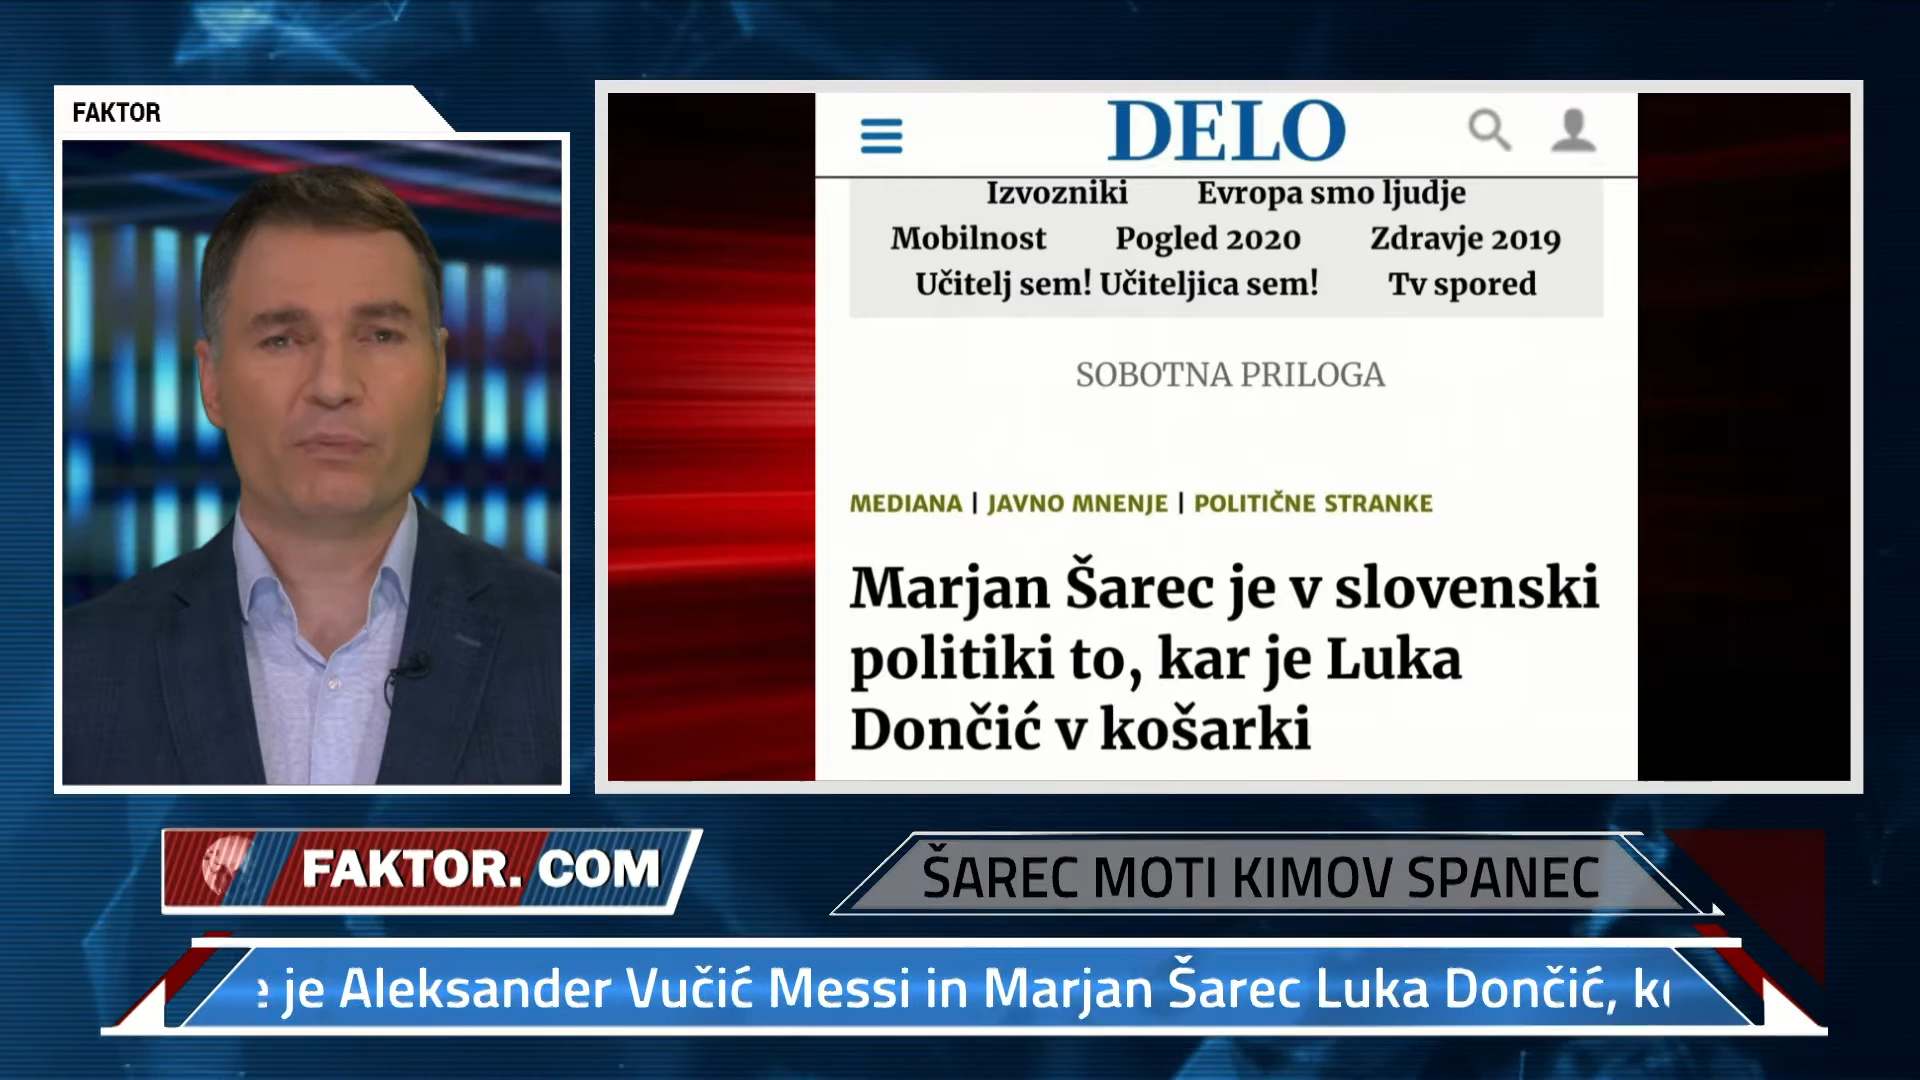 FAKTOR
DELO
Izvozniki Evropa smo ljudje
Mobilnost Pogled 2020 Zdravje 2019
Učitelj sem! Učiteljica sem! Tv spored
SOBOTNA PRILOGA
MEDIANA | JAVNO MNENJE | POLITIČNE STRANKE
Marjan Šarec je v slovenski
politiki to, kar je Luka
Dončić v košarki
FAKTOR. COM
ŠAREC MOTI KIMOV SPANEC
je Aleksander Vučić Messi in Marjan Šarec Luka Dončić,